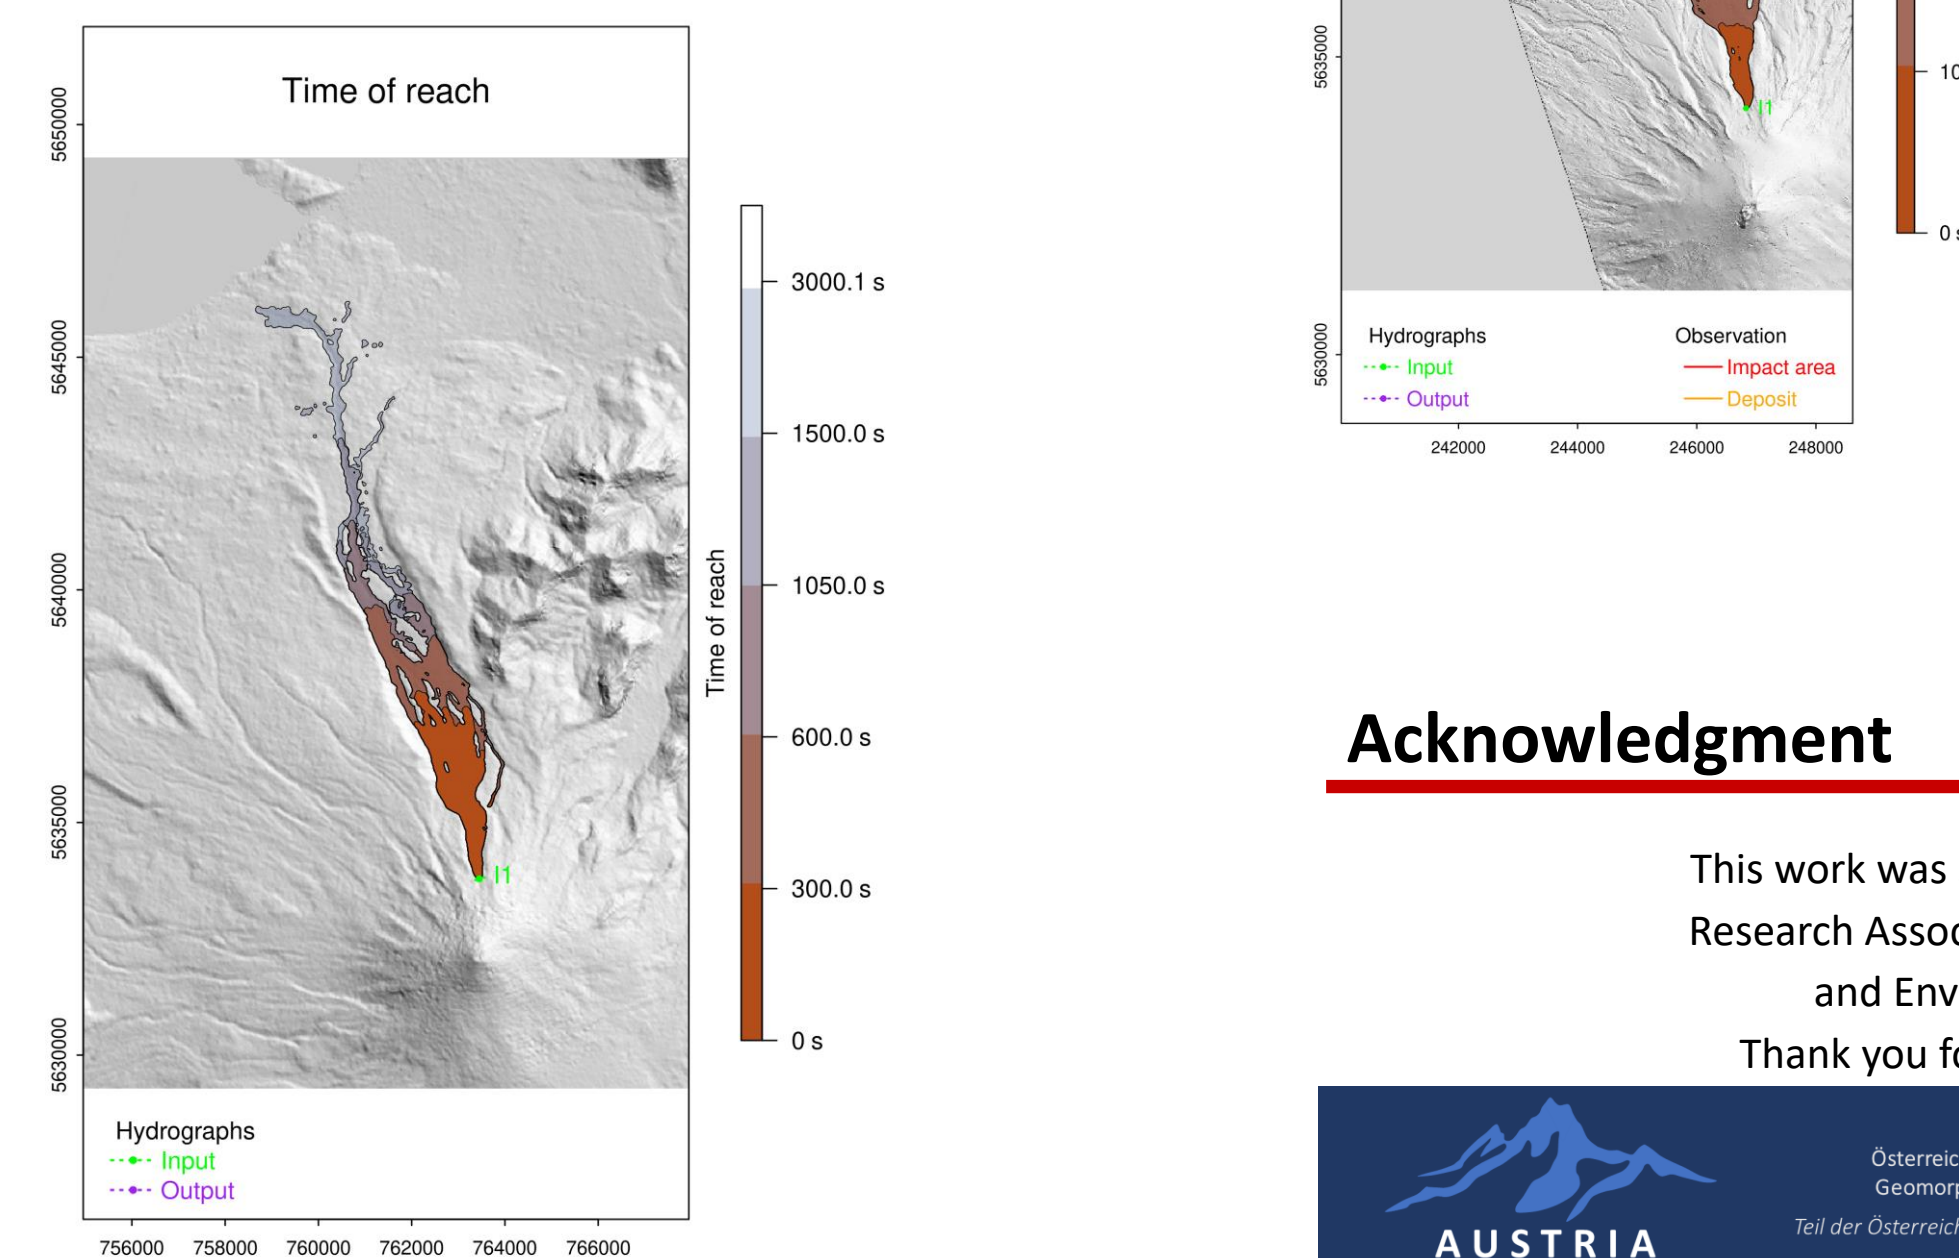 Time of reach
5650000
5645000
5640000
5635000
5630000
I1
Hydrographs
Input
Output
756000 758000 760000 762000 764000 766000
Time of reach
3000.1 s
1500.0 s
1050.0 s
600.0 s
300.0 s
0 s
5635000
5630000
I1
Hydrographs
Input
Output
Observation
Impact area
Deposit
242000 244000 246000 248000
10
0 s
Acknowledgment
This work was
Research Assoc
and Env
Thank you fo
AUSTRIA
Österreic
Geomorp
Teil der Österreich